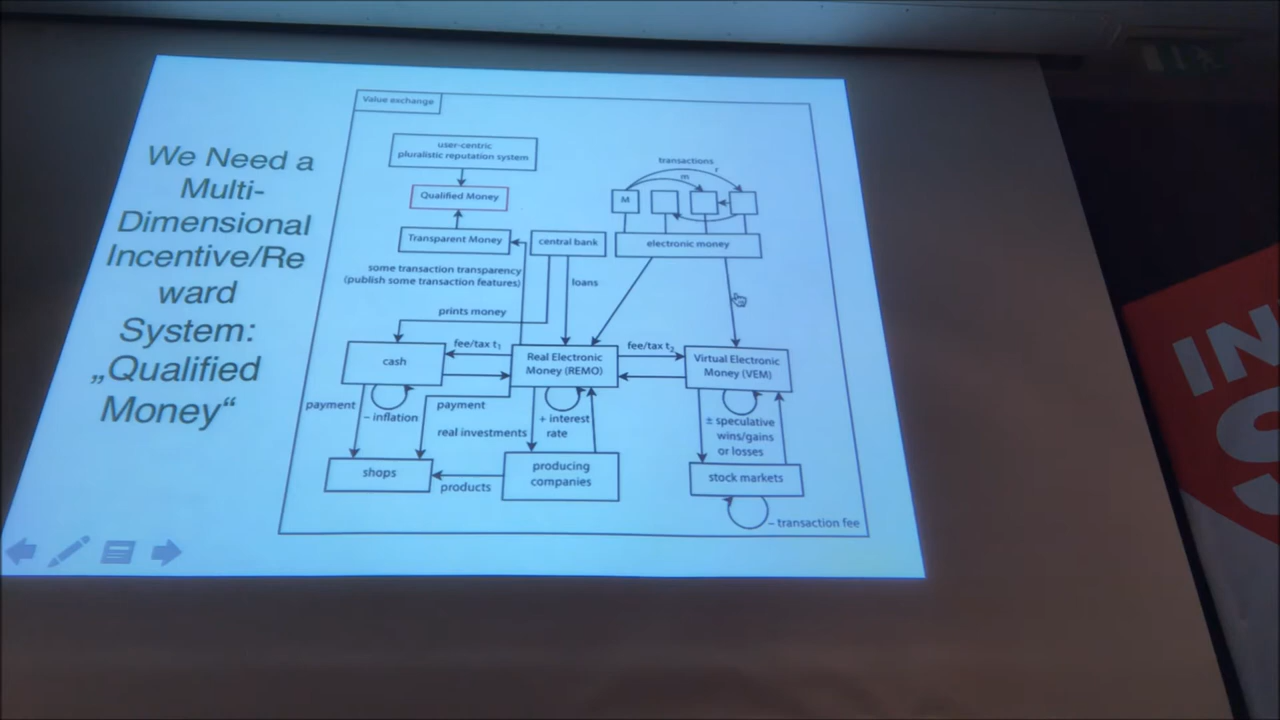 We Need a
Multi-
Dimensional
Incentive/Re
ward
System:
„Qualified
Money“
Value exchange
user-centric
pluralistic reputation system
Qualified Money
Transparent Money
central bank
some transaction transparency
(publish some transaction features)
loans
prints money
transactions
r
m
M
electronic money
cash
fee/tax t₁
Real Electronic
Money (REMO)
fee/tax t₂
Virtual Electronic
Money (VEM)
payment
– inflation
payment
+ interest
rate
real investments
± speculative
wins/gains
or losses
shops
products
producing
companies
stock markets
– transaction fee
IN
S